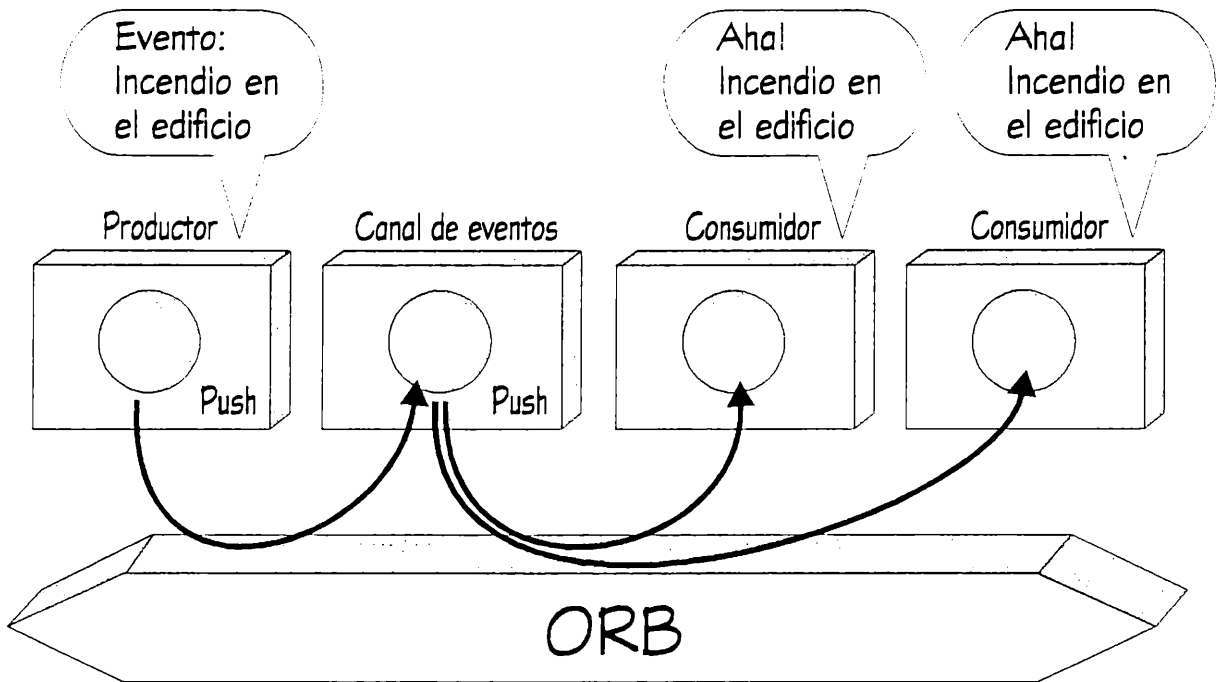 Evento:
Incendio en
el edificio
Aha!
Incendio en
el edificio
Aha!
Incendio en
el edificio
Productor
Canal de eventos
Consumidor
Consumidor
Push
Push
ORB